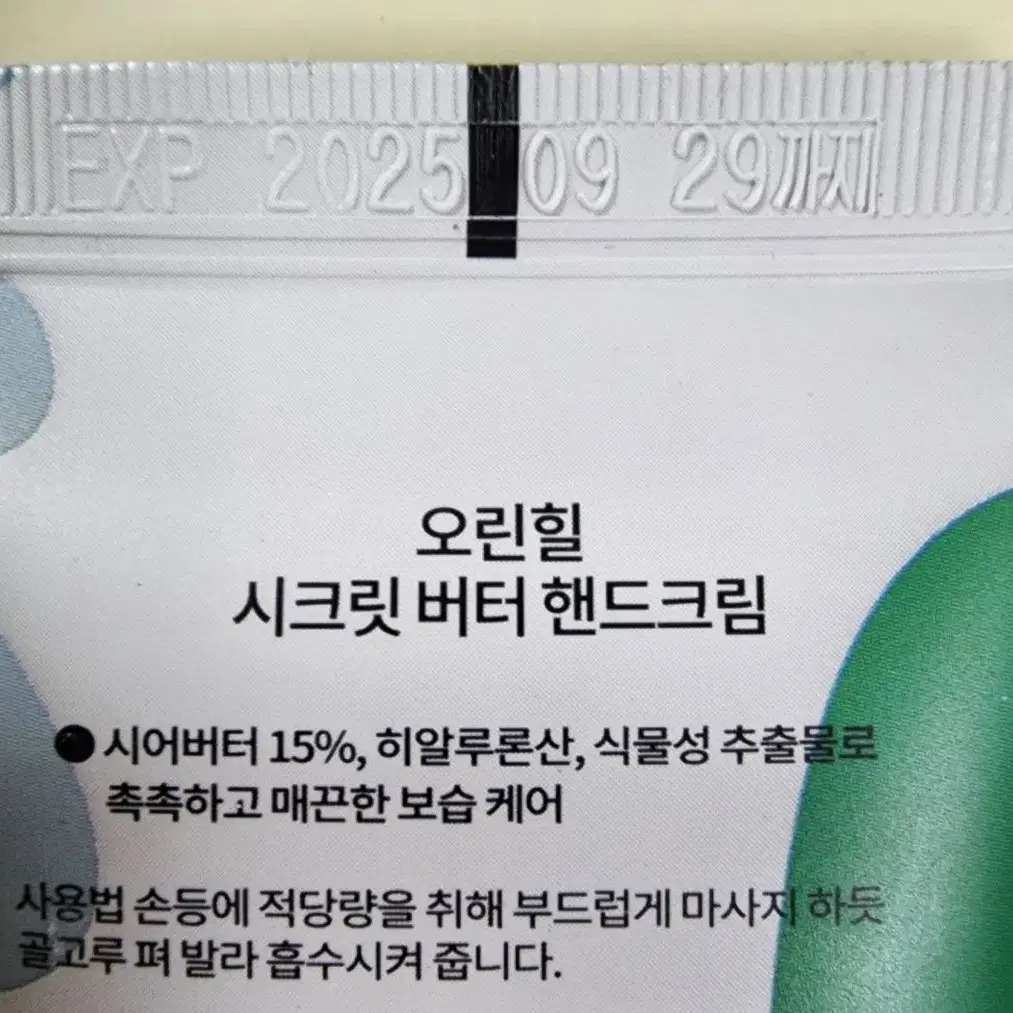 EXP 2025 09 29까지
오린힐
시크릿 버터 핸드크림
●시어버터 15%, 히알루론산, 식물성 추출물로
촉촉하고 매끈한 보습 케어
사용법 손등에 적당량을 취해 부드럽게 마사지 하듯
골고루 펴 발라 흡수시켜 줍니다.